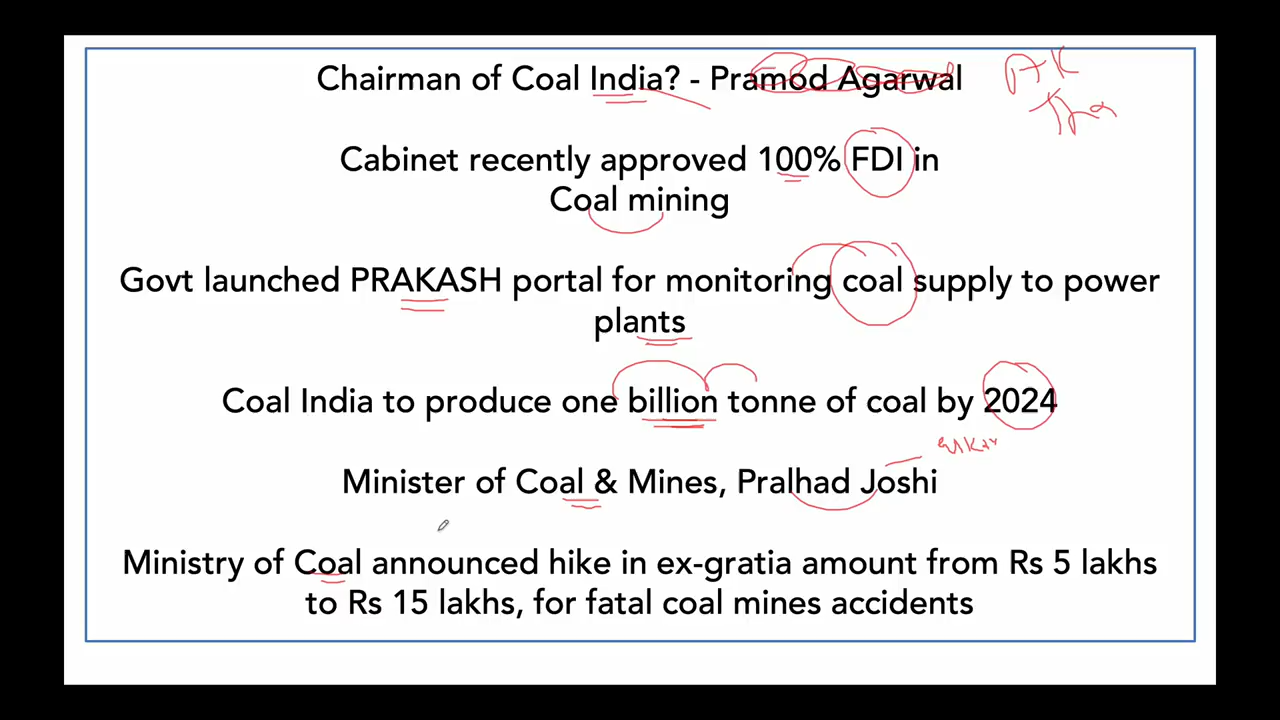 Chairman of Coal India? - Pramod Agarwal
AK
Jha
Cabinet recently approved 100% FDI in
Coal mining
Govt launched PRAKASH portal for monitoring coal supply to power
plants
Coal India to produce one billion tonne of coal by 2024
Minister of Coal & Mines, Pralhad Joshi
Ministry of Coal announced hike in ex-gratia amount from Rs 5 lakhs
to Rs 15 lakhs, for fatal coal mines accidents